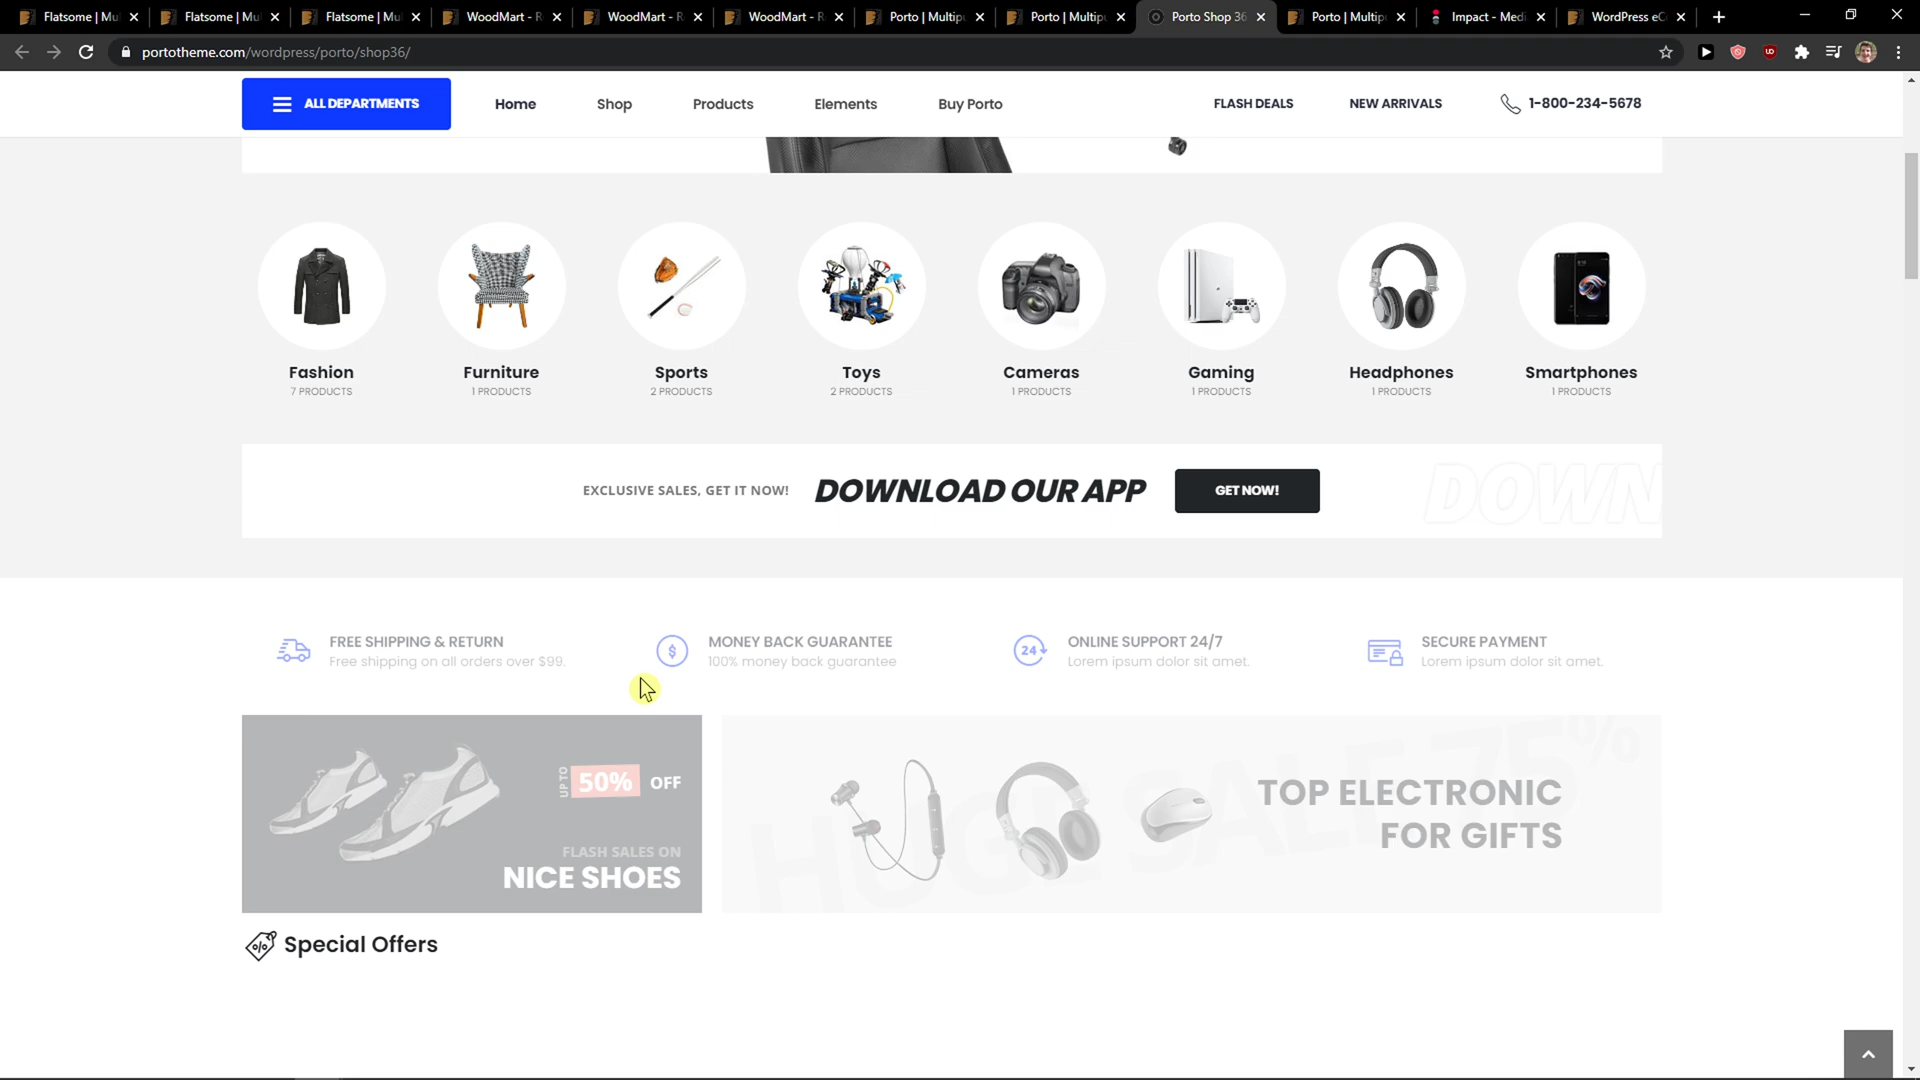 Flatsome | Mu
Flatsome | Mu
Flatsome | Mu
WoodMart - R
WoodMart - R
WoodMart - R
Porto | Multip
Porto | Multip
Porto Shop 36
Porto | Multip
Impact - Medi
WordPress eC
portotheme.com/wordpress/porto/shop36/
ALL DEPARTMENTS
Home
Shop
Products
Elements
Buy Porto
FLASH DEALS
NEW ARRIVALS
1-800-234-5678
Fashion
7 PRODUCTS
Furniture
1 PRODUCTS
Sports
2 PRODUCTS
Toys
2 PRODUCTS
Cameras
1 PRODUCTS
Gaming
1 PRODUCTS
Headphones
1 PRODUCTS
Smartphones
1 PRODUCTS
EXCLUSIVE SALES, GET IT NOW!
DOWNLOAD OUR APP
GET NOW!
DOWN
FREE SHIPPING & RETURN
Free shipping on all orders over $99.
MONEY BACK GUARANTEE
100% money back guarantee
24
ONLINE SUPPORT 24/7
Lorem ipsum dolor sit amet.
SECURE PAYMENT
Lorem ipsum dolor sit amet.
UP TO
50%
OFF
FLASH SALES ON
NICE SHOES
HUGE SALE 75%
TOP ELECTRONIC
FOR GIFTS
Special Offers